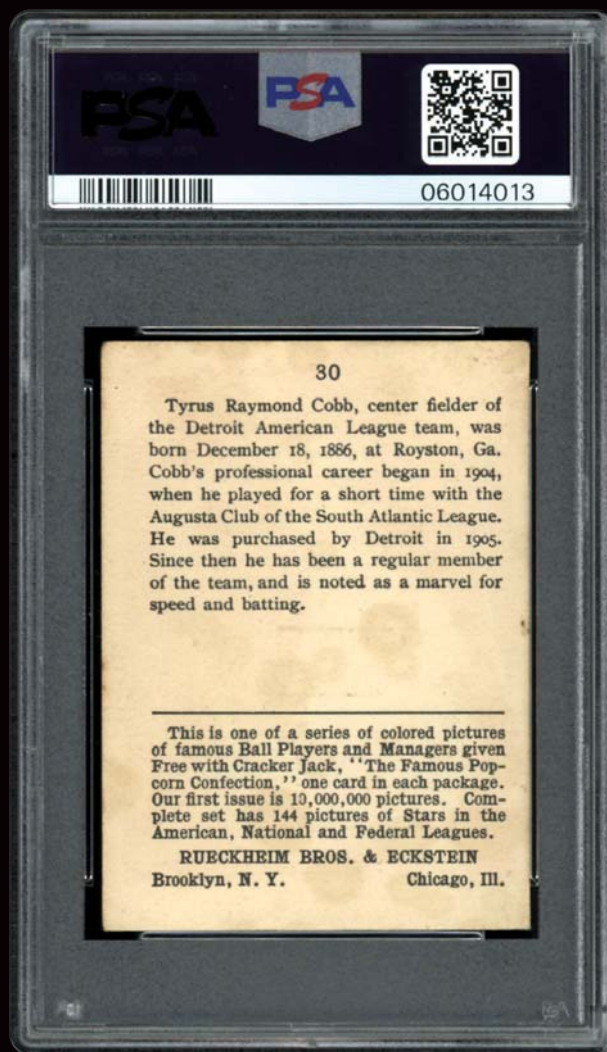 PSA
PSA
06014013
30
Tyrus Raymond Cobb, center fielder of
the Detroit American League team, was
born December 18, 1886, at Royston, Ga.
Cobb's professional career began in 1904,
when he played for a short time with the
Augusta Club of the South Atlantic League.
He was purchased by Detroit in 1905.
Since then he has been a regular member
of the team, and is noted as a marvel for
speed and batting.
This is one of a series of colored pictures
of famous Ball Players and Managers given
Free with Cracker Jack, "The Famous Pop-
corn Confection," one card in each package.
Our first issue is 10,000,000 pictures. Com-
plete set has 144 pictures of Stars in the
American, National and Federal Leagues.
RUECKHEIM BROS. & ECKSTEIN
Brooklyn, N. Y. Chicago, Ill.